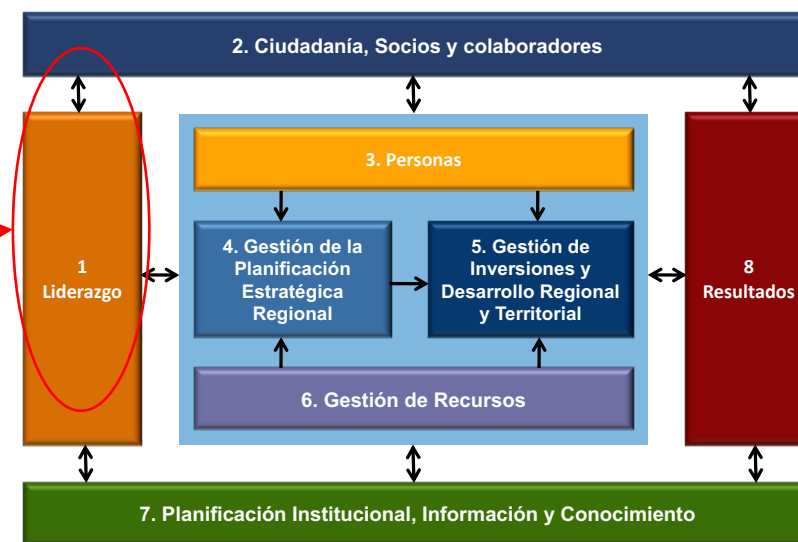 2. Ciudadanía, Socios y colaboradores
1
Liderazgo
3. Personas
4. Gestión de la
Planificación
Estratégica
Regional
5. Gestión de
Inversiones y
Desarrollo Regional
y Territorial
6. Gestión de Recursos
8
Resultados
7. Planificación Institucional, Información y Conocimiento